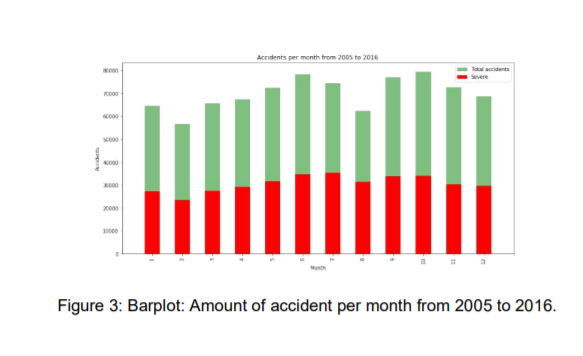 Accidents per month from 2005 to 2016
Total accidents
Severe
80000
70000
60000
50000
40000
30000
20000
10000
0
Accidents
1 2 3 4 5 6 7 8 9 10 11 12
Month
Figure 3: Barplot: Amount of accident per month from 2005 to 2016.